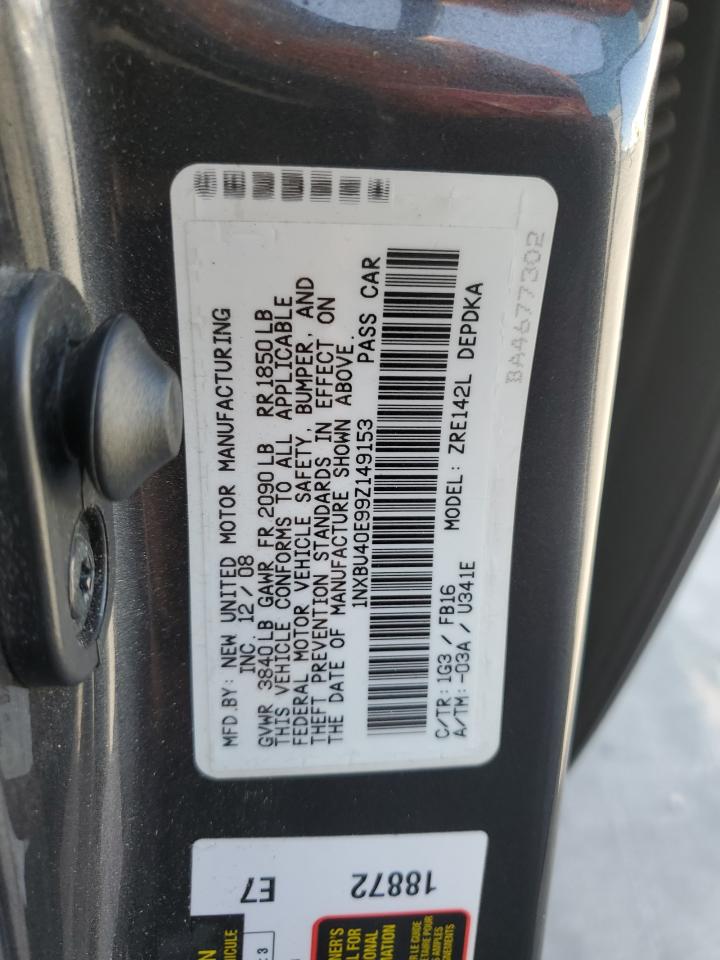 MFD.BY: NEW UNITED MOTOR MANUFACTURING
INC. 12/08
GVWR 3840LB GAWR FR 2090LB RR 1850LB
THIS VEHICLE CONFORMS TO ALL APPLICABLE
FEDERAL MOTOR VEHICLE SAFETY, BUMPER, AND
THEFT PREVENTION STANDARDS IN EFFECT ON
THE DATE OF MANUFACTURE SHOWN ABOVE.
1NXBU40E99Z149153 PASS CAR
C/TR: 1G3 / FB16 MODEL: ZRE142L DEPDKA
A/TM: -03A / U341E
BA4677302
E7
18872